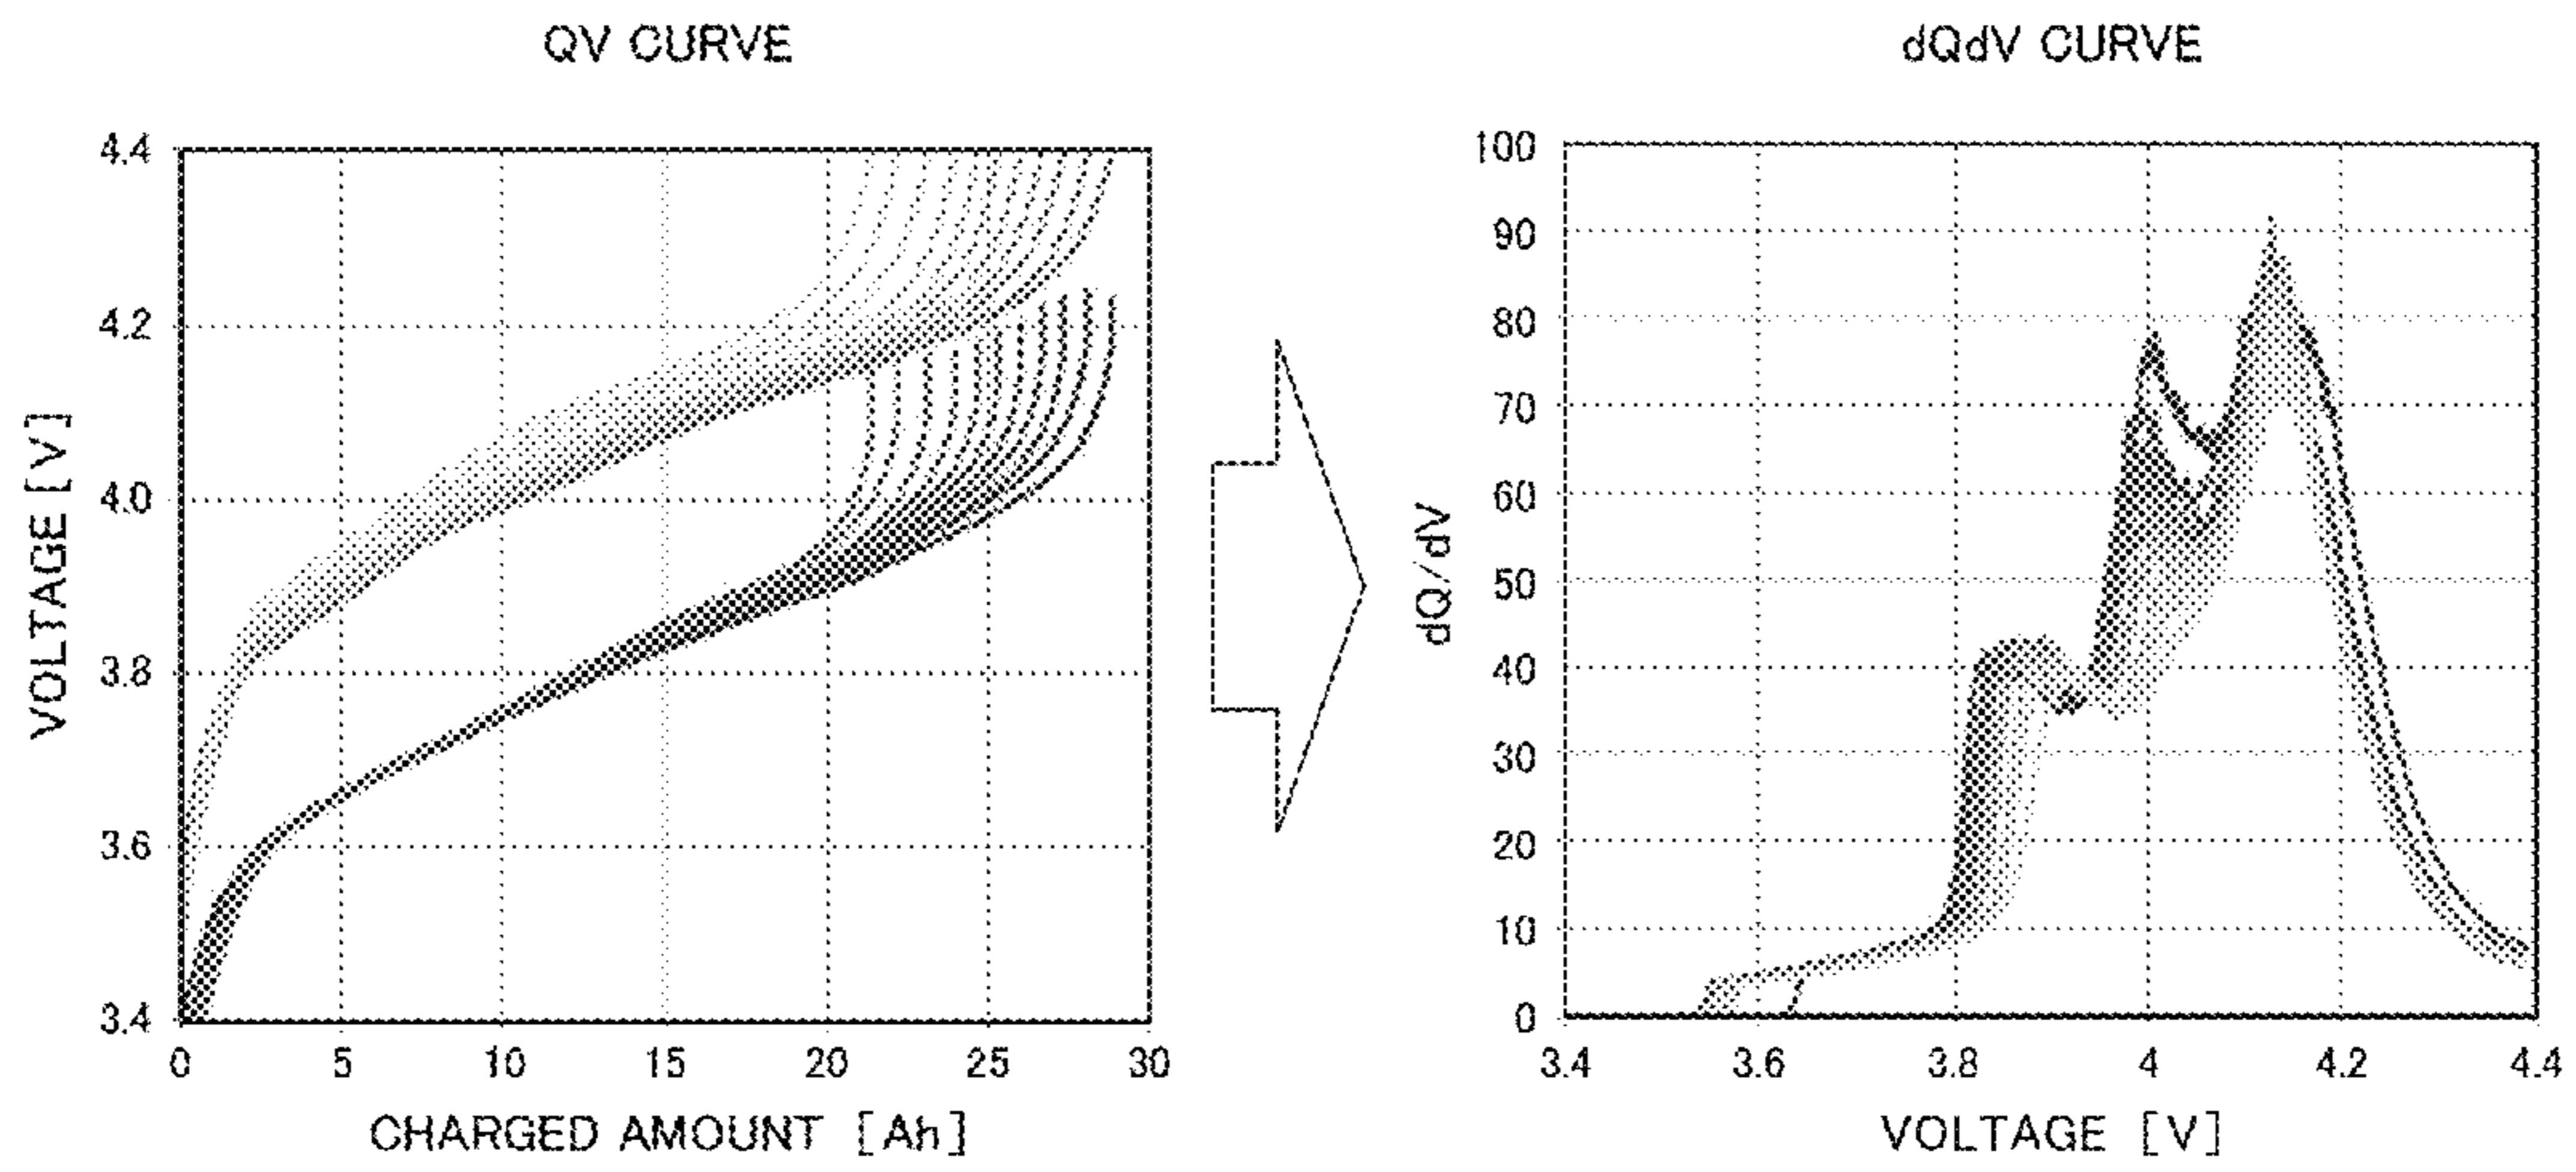 QV CURVE
4.4
4.2
4.0
3.8
3.6
3.4
0 5 10 15 20 25 30
VOLTAGE [V]
CHARGED AMOUNT [Ah]
dQdV CURVE
100
90
80
70
60
50
40
30
20
10
0
3.4 3.6 3.8 4 4.2 4.4
dQ/dV
VOLTAGE [V]